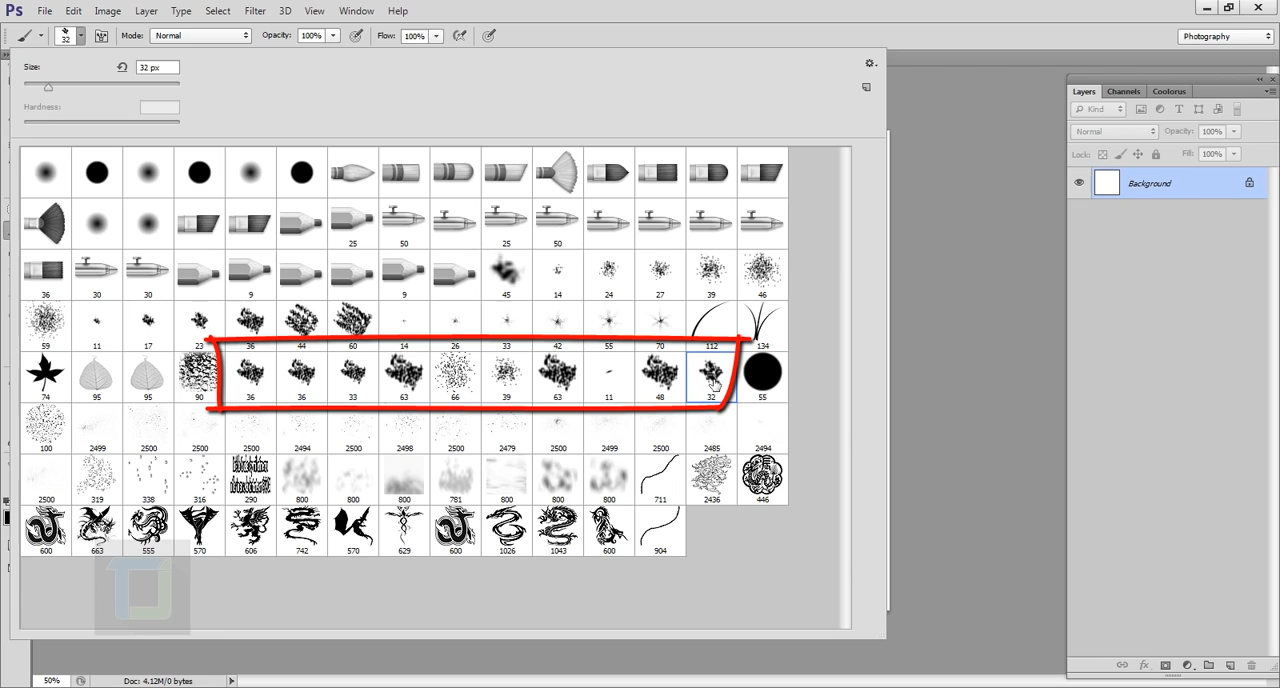 Ps File Edit Image Layer Type Select Filter 3D View Window Help
32 Mode: Normal Opacity: 100% Flow: 100% Photography
Size: 32 px
Hardness:
25 50 25 50
36 30 30 9 9 45 14 24 27 39 46
59 11 17 23 36 44 60 14 26 33 42 55 70 112 134
74 95 95 90 36 36 33 63 66 39 63 11 48 32 55
100 2499 2500 2500 2500 2494 2500 2498 2500 2479 2500 2499 2500 2485 2494
2500 319 338 316 290 800 800 800 781 800 800 800 711 2436 446
600 663 555 570 606 742 570 629 600 1026 1043 600 904
Layers Channels Coolorus
Kind
Normal Opacity: 100%
Lock: Fill: 100%
Background
50% Doc: 4.12M/0 bytes